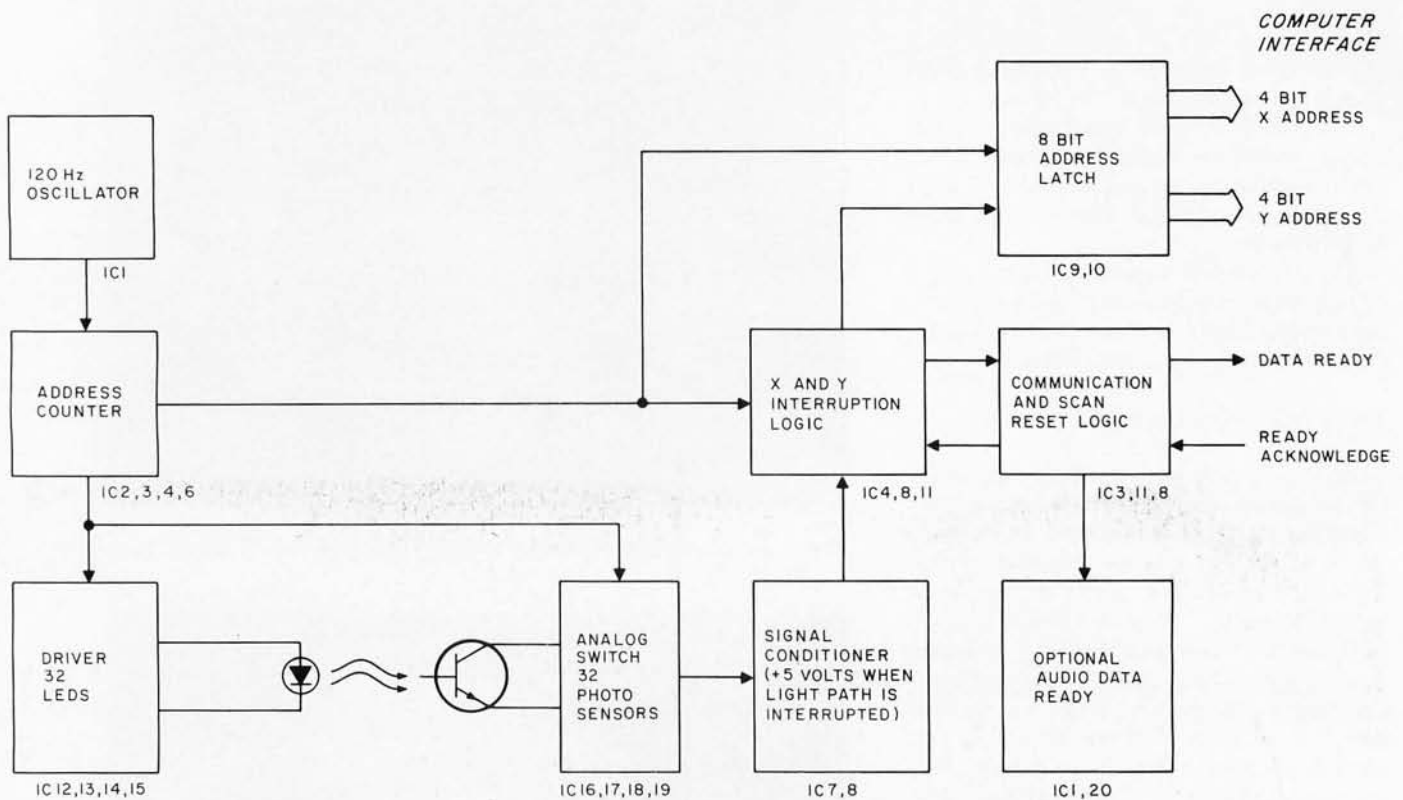 COMPUTER
INTERFACE
120 Hz
OSCILLATOR
IC1
8 BIT
ADDRESS
LATCH
IC9,10
4 BIT
X ADDRESS
4 BIT
Y ADDRESS
ADDRESS
COUNTER
IC2,3,4,6
X AND Y
INTERRUPTION
LOGIC
IC4,8,11
COMMUNICATION
AND SCAN
RESET LOGIC
IC3,11,8
DATA READY
READY
ACKNOWLEDGE
DRIVER
32
LEDS
IC12,13,14,15
ANALOG
SWITCH
32
PHOTO
SENSORS
IC16,17,18,19
SIGNAL
CONDITIONER
(+5 VOLTS WHEN
LIGHT PATH IS
INTERRUPTED)
IC7,8
OPTIONAL
AUDIO DATA
READY
IC1,20